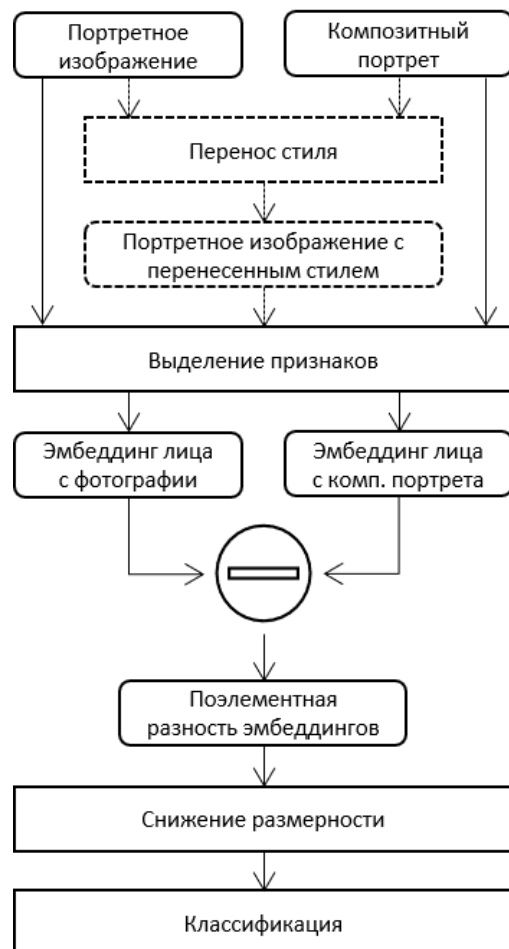 Портретное
изображение
Композитный
портрет
Перенос стиля
Портретное изображение с
перенесенным стилем
Выделение признаков
Эмбеддинг лица
с фотографии
Эмбеддинг лица
с комп. портрета
Поэлементная
разность эмбеддингов
Снижение размерности
Классификация